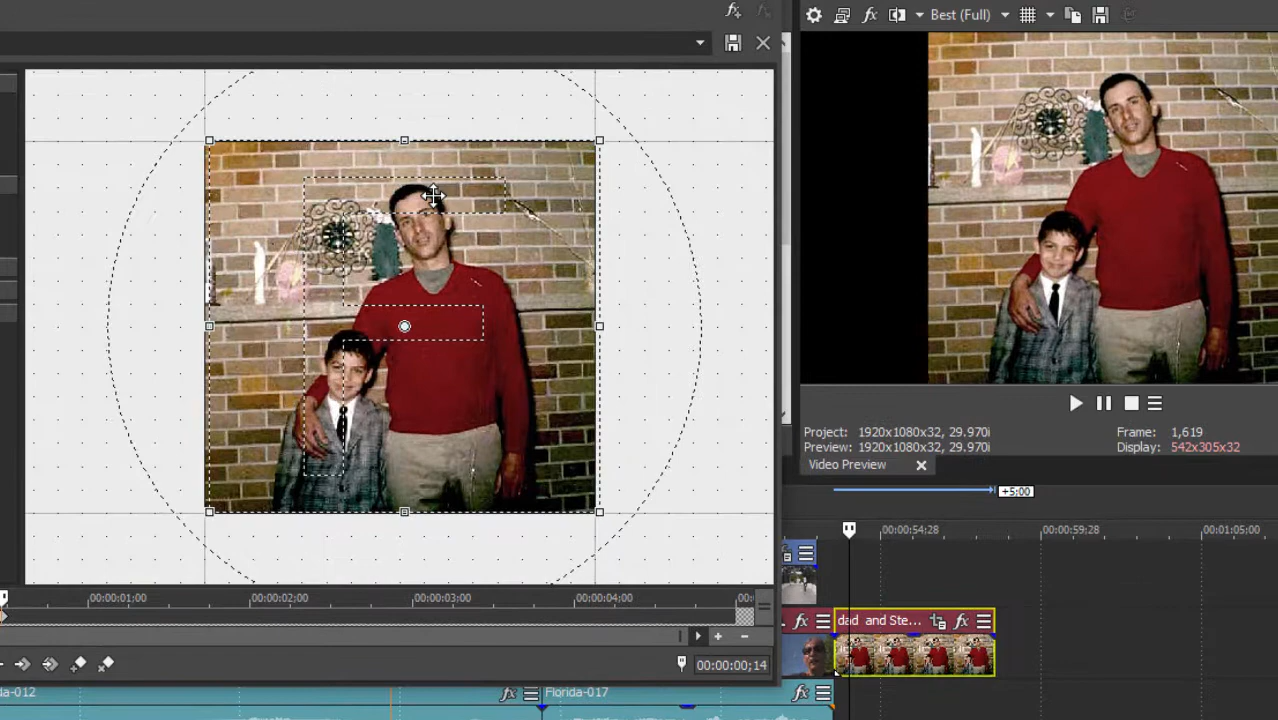 Best (Full)
Project: 1920x1080x32, 29.970i
Frame: 1,619
Preview: 1920x1080x32, 29.970i
Display: 542x305x32
Video Preview
+5:00
00:00:54:28
00:00:59:28
00:01:05:00
00:00:01;00
00:00:02;00
00:00:03;00
00:00:04;00
00:0
dad and Ste...
00:00:00;14
da-012
Florida-017